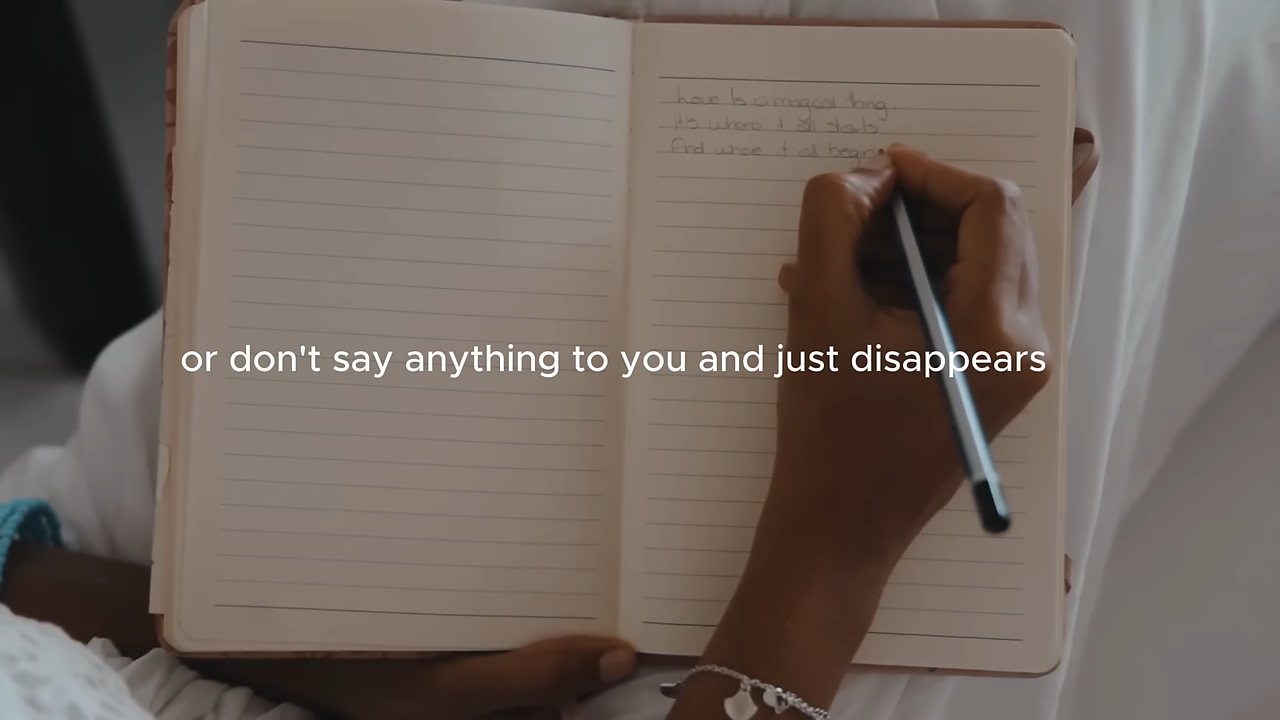 Love Is a magical thing.
It's where it all starts
And where it all begins
or don't say anything to you and just disappears